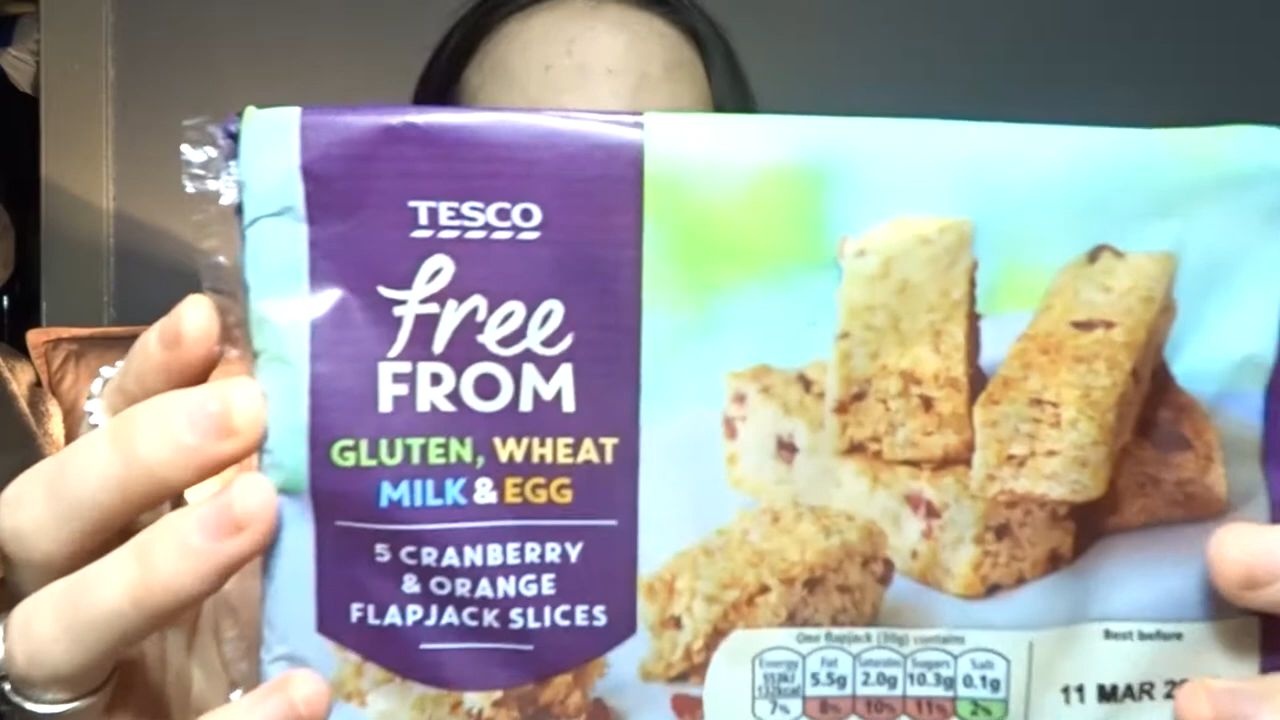 TESCO
free
FROM
GLUTEN, WHEAT
MILK & EGG
5 CRANBERRY
& ORANGE
FLAPJACK SLICES
One flapjack (30g) contains
Energy Fat Saturates Sugars Salt
5.5g 2.0g 10.3g 0.1g
132kcal
7% 8% 10% 11% 2%
Best before
11 MAR